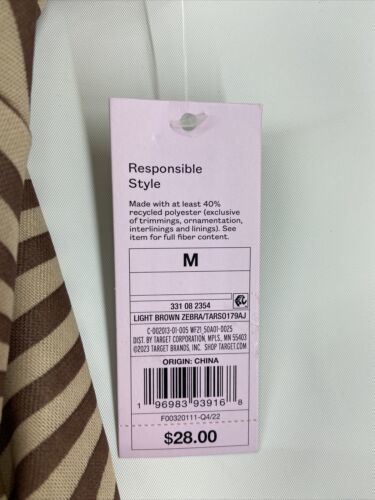 Responsible
Style
Made with at least 40%
recycled polyester (exclusive
of trimmings, ornamentation,
interlinings and linings). See
item for full fiber content.
M
331 08 2354
LIGHT BROWN ZEBRA/TARS0179AJ
C-002013-01-005 WF21_50A01-0025
DIST. BY TARGET CORPORATION, MPLS., MN 55403
©2023 TARGET BRANDS, INC. SHOP TARGET.COM
ORIGIN: CHINA
1 96983 93916 8
F00320111-Q4/22
$28.00